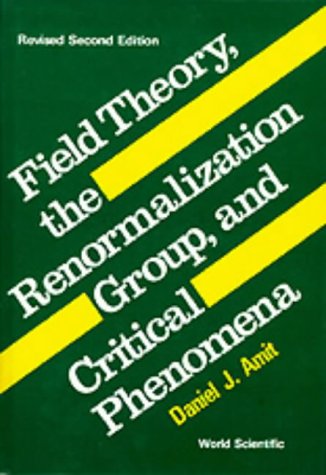 Revised Second Edition
Field Theory,
the
Renormalization
Group, and
Critical
Phenomena
Daniel J. Amit
World Scientific